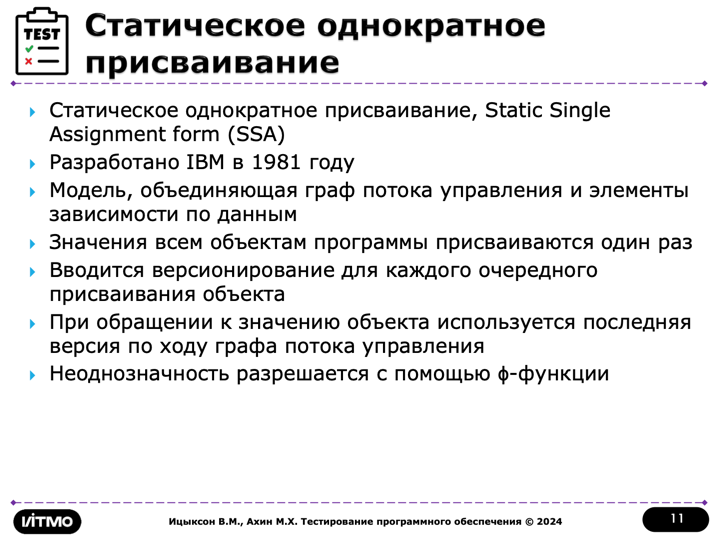 TEST
Статическое однократное
присваивание
Статическое однократное присваивание, Static Single
Assignment form (SSA)
Разработано IBM в 1981 году
Модель, объединяющая граф потока управления и элементы
зависимости по данным
Значения всем объектам программы присваиваются один раз
Вводится версионирование для каждого очередного
присваивания объекта
При обращении к значению объекта используется последняя
версия по ходу графа потока управления
Неоднозначность разрешается с помощью ϕ-функции
ИТМО
Ицыксон В.М., Ахин М.Х. Тестирование программного обеспечения © 2024
11